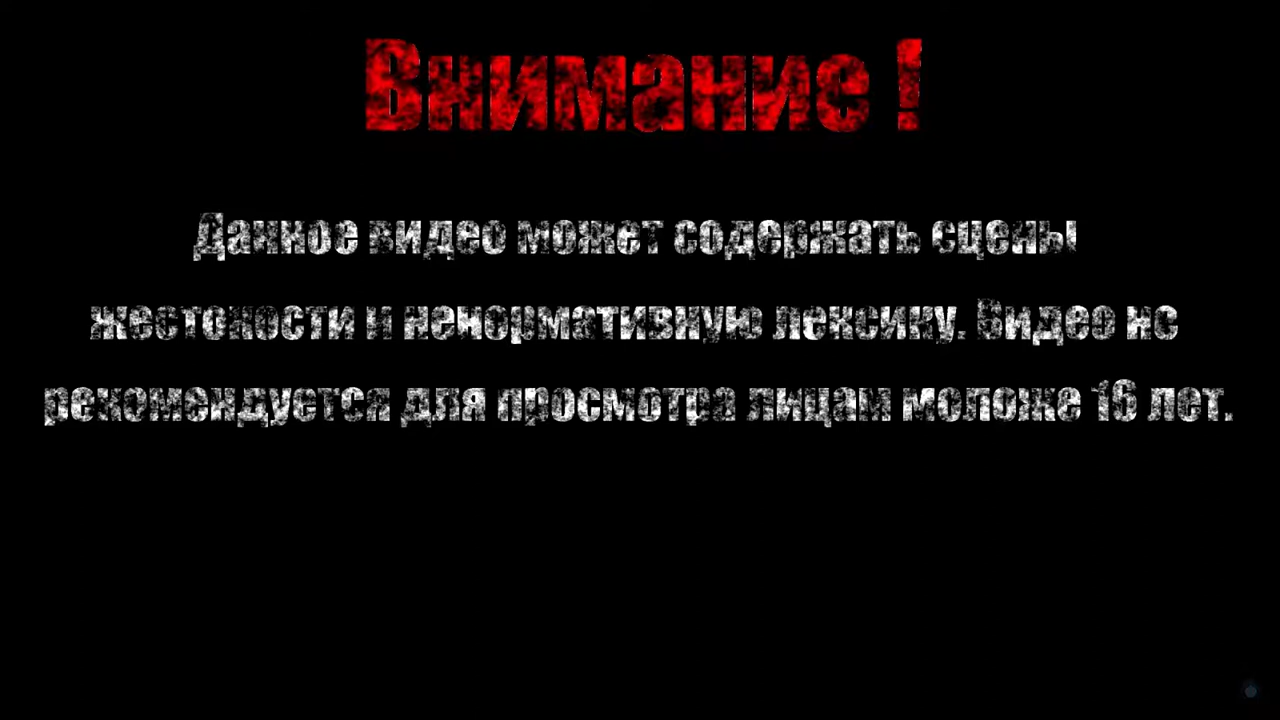 Внимание !
Данное видео может содержать сцены
жестокости и ненормативную лексику. Видео не
рекомендуется для просмотра лицам моложе 16 лет.